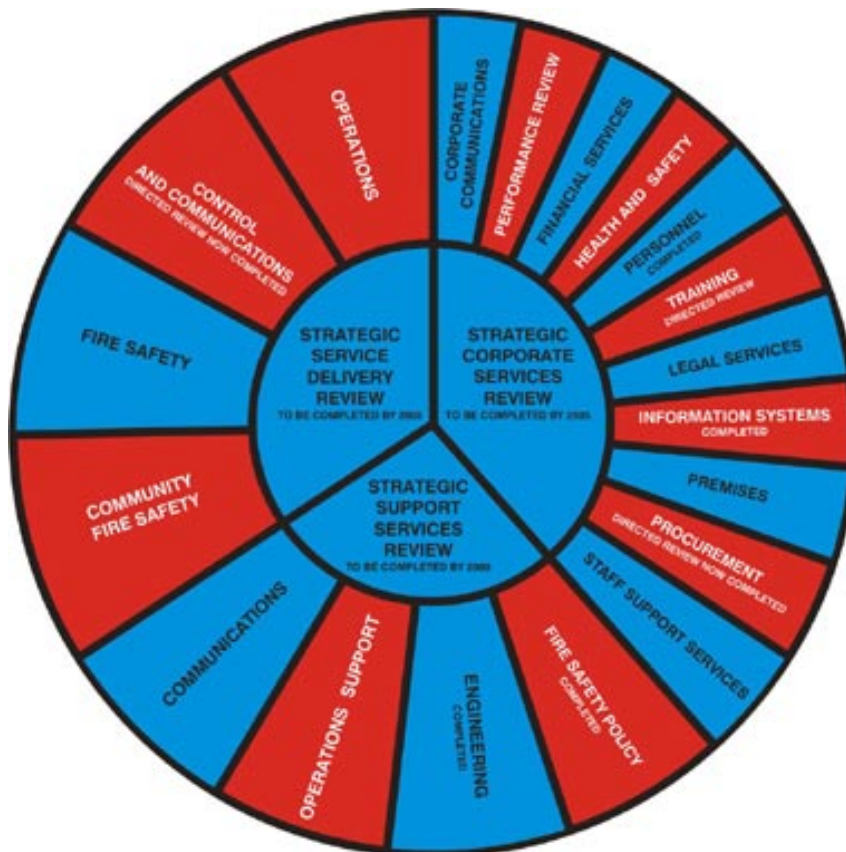 OPERATIONS
CORPORATE
COMMUNICATIONS
PERFORMANCE REVIEW
FINANCIAL SERVICES
HEALTH AND SAFETY
PERSONNEL
COMPLETED
TRAINING
DIRECTED REVIEW
LEGAL SERVICES
INFORMATION SYSTEMS
COMPLETED
PREMISES
PROCUREMENT
DIRECTED REVIEW NOW COMPLETED
STAFF SUPPORT SERVICES
FIRE SAFETY POLICY
COMPLETED
ENGINEERING
COMPLETED
OPERATIONS SUPPORT
COMMUNICATIONS
COMMUNITY
FIRE SAFETY
FIRE SAFETY
CONTROL
AND COMMUNICATIONS
DIRECTED REVIEW NOW COMPLETED
STRATEGIC
SERVICE
DELIVERY
REVIEW
TO BE COMPLETED BY
STRATEGIC
CORPORATE
SERVICES
REVIEW
TO BE COMPLETED BY
STRATEGIC
SUPPORT
SERVICES
REVIEW
TO BE COMPLETED BY